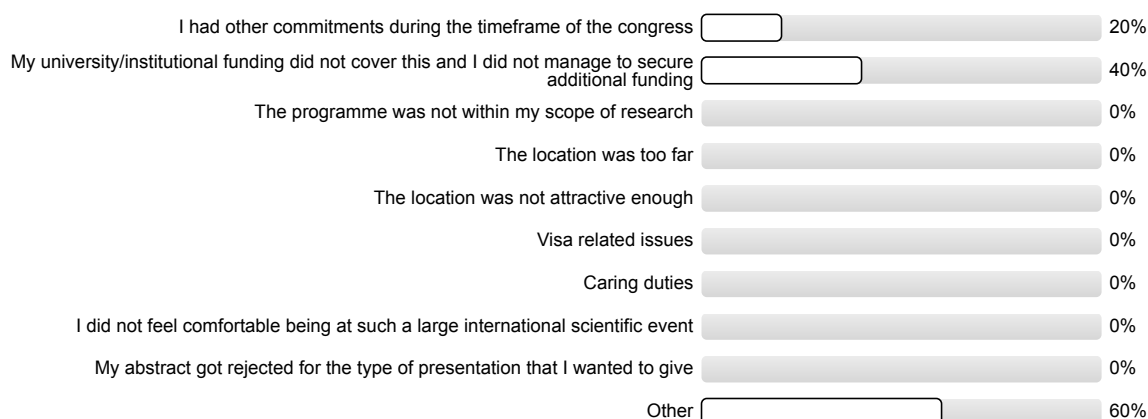 I had other commitments during the timeframe of the congress 20%
My university/institutional funding did not cover this and I did not manage to secure
additional funding 40%
The programme was not within my scope of research 0%
The location was too far 0%
The location was not attractive enough 0%
Visa related issues 0%
Caring duties 0%
I did not feel comfortable being at such a large international scientific event 0%
My abstract got rejected for the type of presentation that I wanted to give 0%
Other 60%